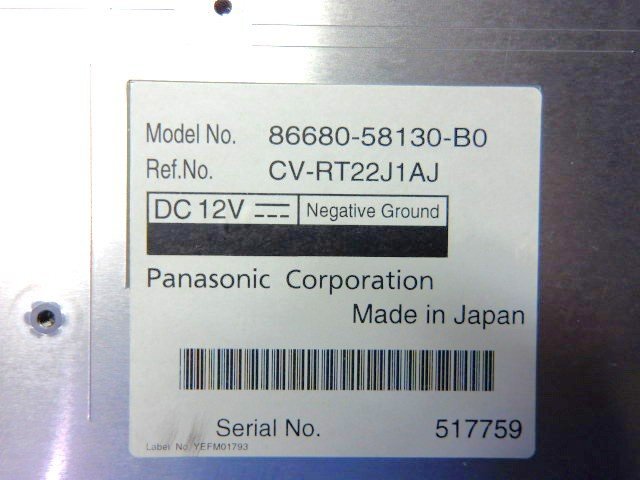 Model No. 86680-58130-B0
Ref.No. CV-RT22J1AJ
DC 12V Negative Ground
Panasonic Corporation
Made in Japan
Serial No. 517759
Label No. YEFM01793